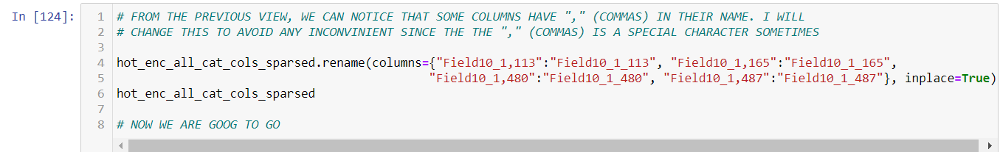 In [124]:
1 # FROM THE PREVIOUS VIEW, WE CAN NOTICE THAT SOME COLUMNS HAVE "," (COMMAS) IN THEIR NAME. I WILL
2 # CHANGE THIS TO AVOID ANY INCONVINIENT SINCE THE THE "," (COMMAS) IS A SPECIAL CHARACTER SOMETIMES
3
4 hot_enc_all_cat_cols_sparsed.rename(columns={"Field10_1,113":"Field10_1_113", "Field10_1,165":"Field10_1_165",
5 "Field10_1,480":"Field10_1_480", "Field10_1,487":"Field10_1_487"}, inplace=True)
6 hot_enc_all_cat_cols_sparsed
7
8 # NOW WE ARE GOOG TO GO